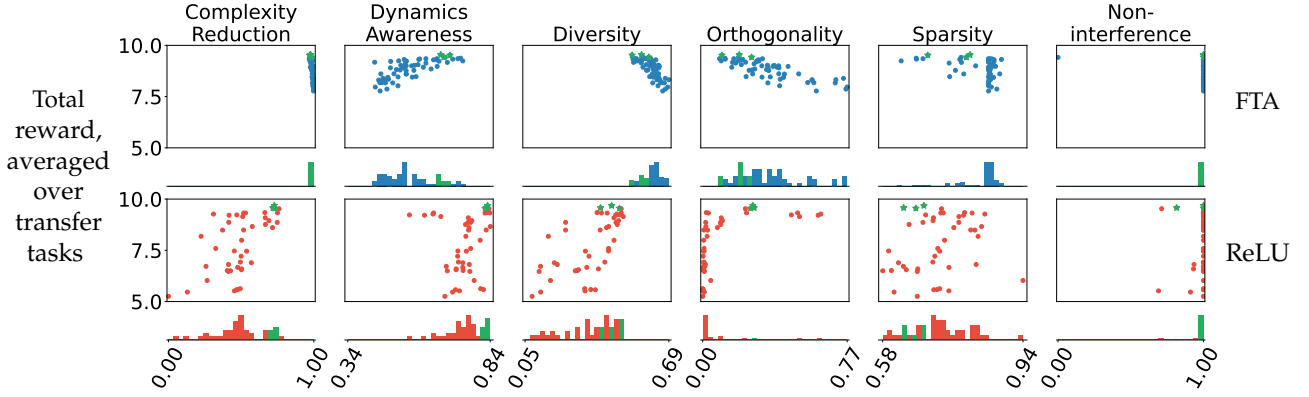 Complexity
Reduction
Dynamics
Awareness
Diversity
Orthogonality
Sparsity
Non-
interference
10.0
7.5
5.0
Total
reward,
averaged
over
transfer
tasks
FTA
10.0
7.5
5.0
ReLU
0.00
1.00
0.34
0.84
0.05
0.69
0.00
0.77
0.58
0.94
0.00
1.00